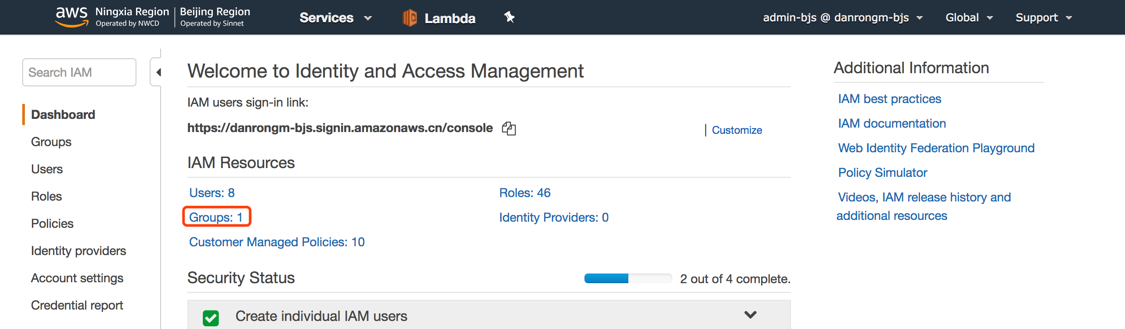 aws Ningxia Region Beijing Region
Operated by NWCD Operated by Sinnet
Services
Lambda
admin-bjs @ danrongm-bjs
Global
Support
Search IAM
Dashboard
Groups
Users
Roles
Policies
Identity providers
Account settings
Credential report
Welcome to Identity and Access Management
IAM users sign-in link:
https://danrongm-bjs.signin.amazonaws.cn/console
Customize
IAM Resources
Users: 8
Roles: 46
Groups: 1
Identity Providers: 0
Customer Managed Policies: 10
Security Status
2 out of 4 complete.
Create individual IAM users
Additional Information
IAM best practices
IAM documentation
Web Identity Federation Playground
Policy Simulator
Videos, IAM release history and
additional resources